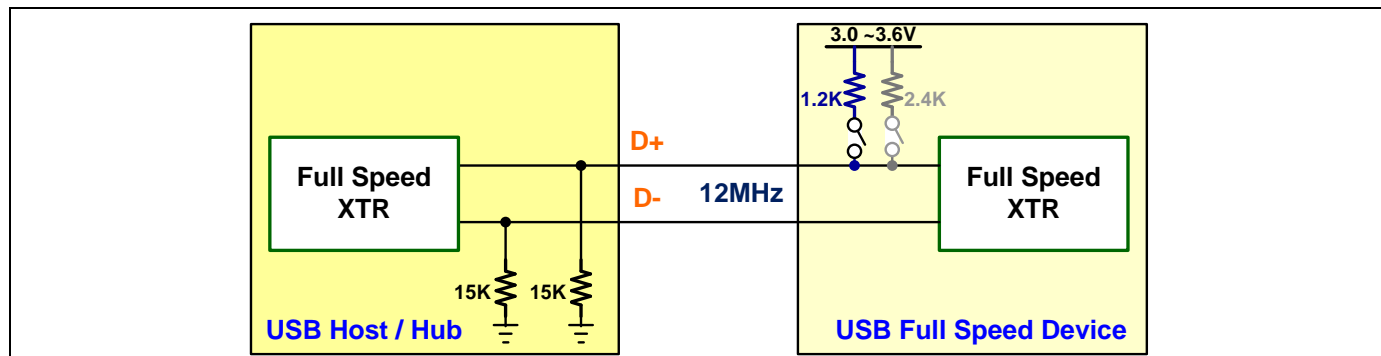 3.0 ~3.6V
1.2K
2.4K
D+
Full Speed
XTR
Full Speed
XTR
D-
12MHz
15K
15K
USB Host / Hub
USB Full Speed Device